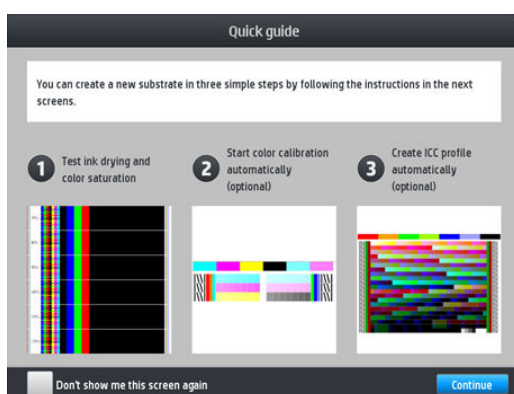 Quick guide
You can create a new substrate in three simple steps by following the instructions in the next
screens.
1 Test ink drying and
color saturation
2 Start color calibration
automatically
(optional)
3 Create ICC profile
automatically
(optional)
Don't show me this screen again
Continue